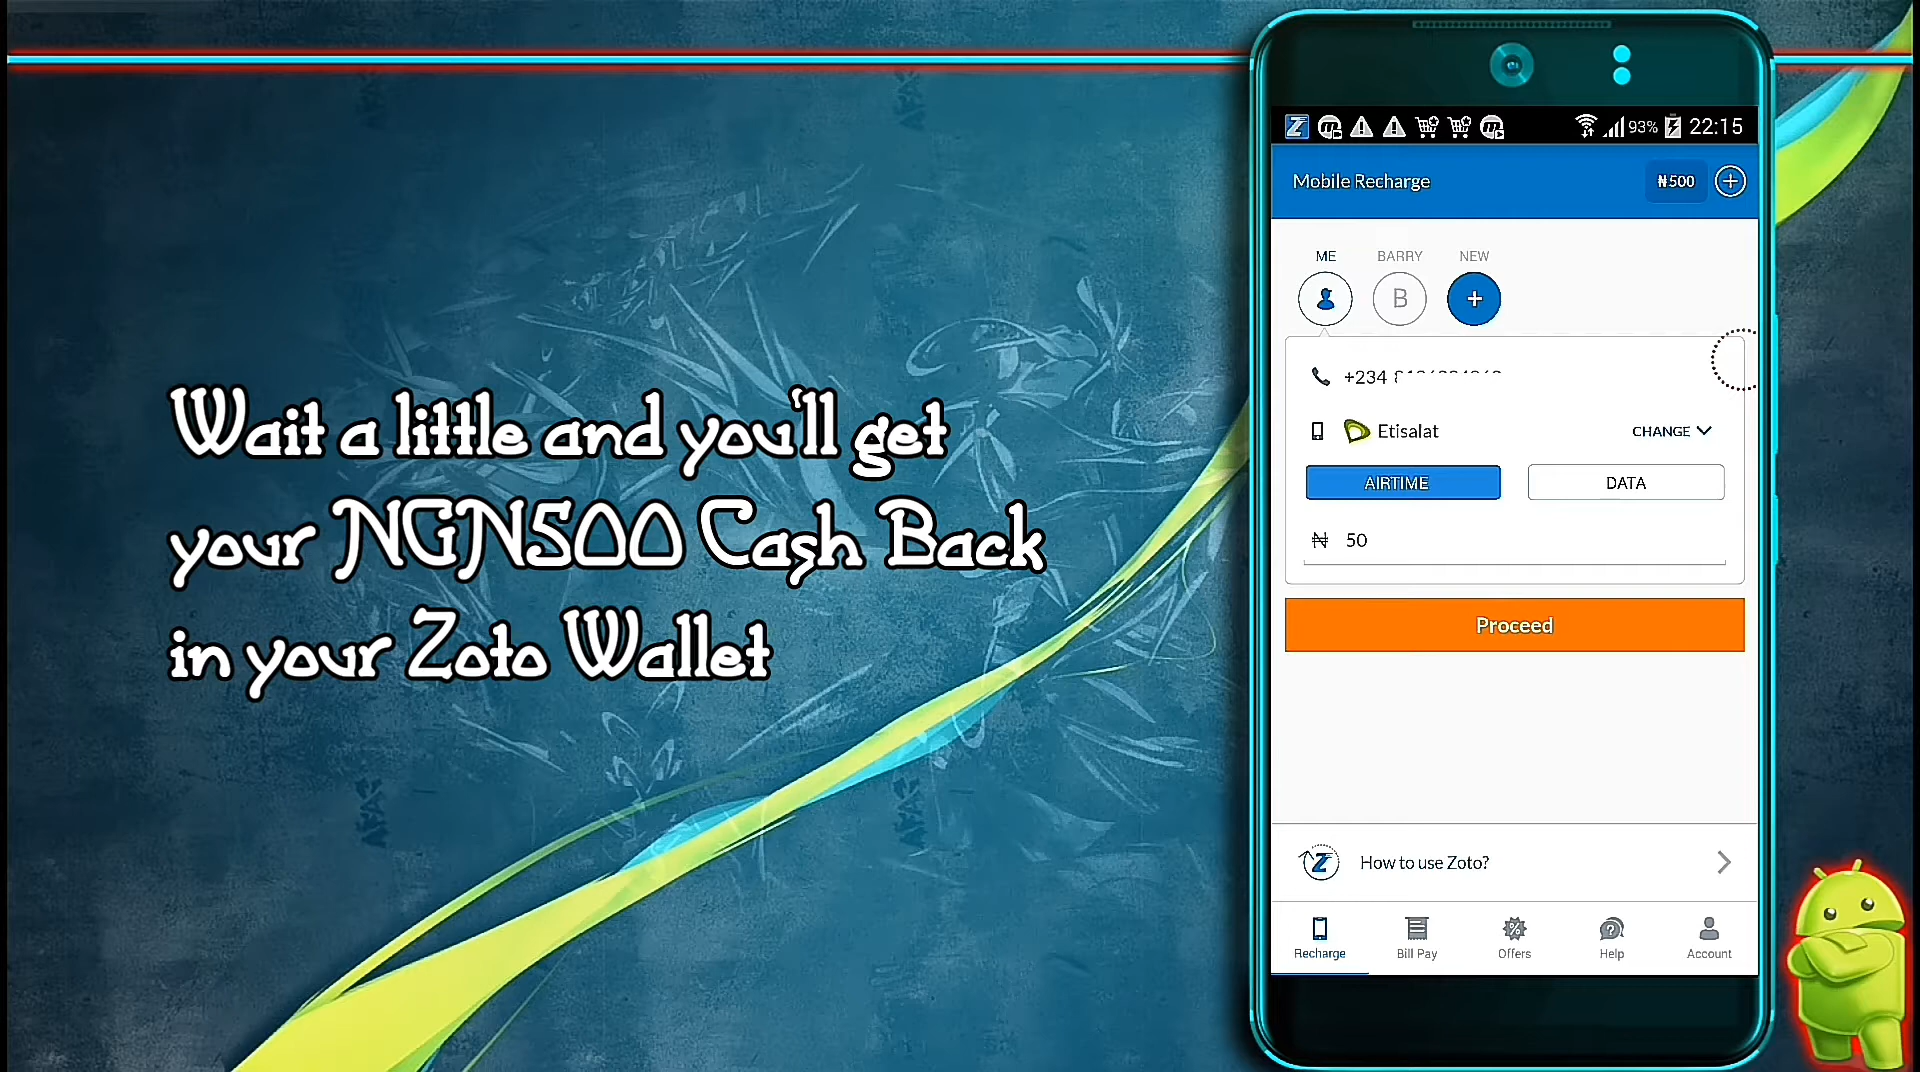 Wait a little and you'll get
your NGN500 Cash Back
in your Zoto Wallet
93% 22:15
Mobile Recharge ₦500
ME BARRY NEW
B
+234
Etisalat CHANGE
AIRTIME DATA
₦ 50
Proceed
How to use Zoto?
Recharge Bill Pay Offers Help Account